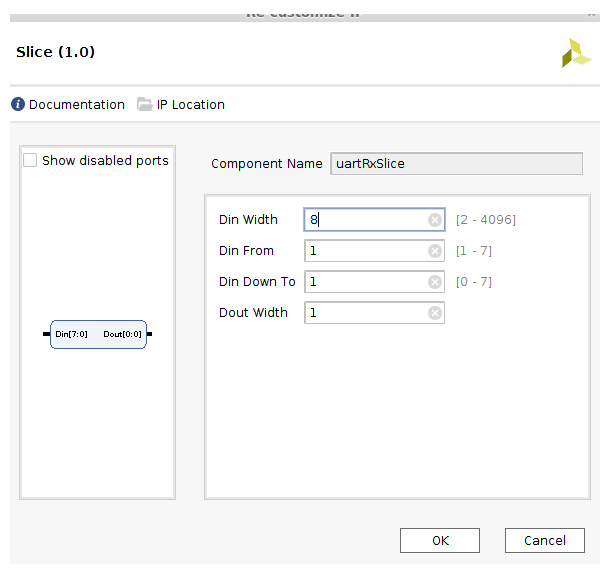 Re-customize IP
Slice (1.0)
Documentation IP Location
Show disabled ports
Component Name uartRxSlice
Din Width 8 [2 - 4096]
Din From 1 [1 - 7]
Din Down To 1 [0 - 7]
Dout Width 1
Din[7:0] Dout[0:0]
OK Cancel